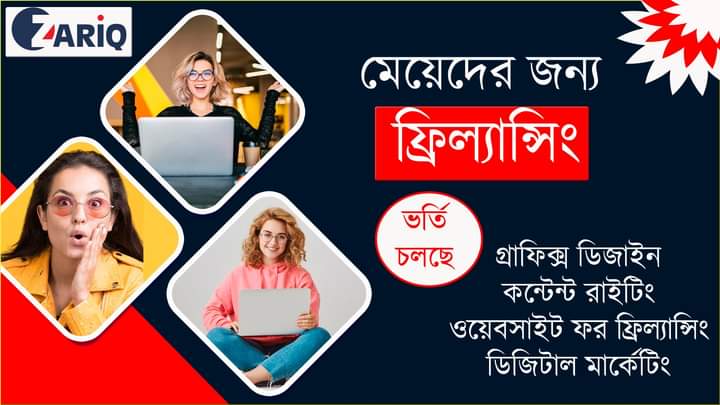 ZARIQ
মেয়েদের জন্য
ফ্রিল্যান্সিং
ভর্তি
চলছে
গ্রাফিক্স ডিজাইন
কন্টেন্ট রাইটিং
ওয়েবসাইট ফর ফ্রিল্যান্সিং
ডিজিটাল মার্কেটিং